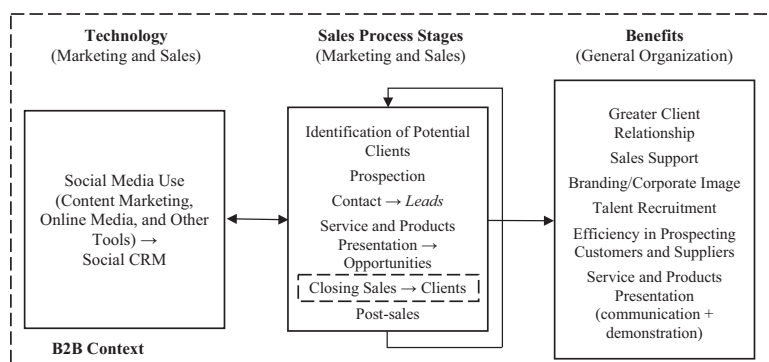 Technology
(Marketing and Sales)
Social Media Use
(Content Marketing,
Online Media, and Other
Tools) →
Social CRM
B2B Context
Sales Process Stages
(Marketing and Sales)
Identification of Potential
Clients
Prospection
Contact → Leads
Service and Products
Presentation →
Opportunities
Closing Sales → Clients
Post-sales
Benefits
(General Organization)
Greater Client
Relationship
Sales Support
Branding/Corporate Image
Talent Recruitment
Efficiency in Prospecting
Customers and Suppliers
Service and Products
Presentation
(communication +
demonstration)